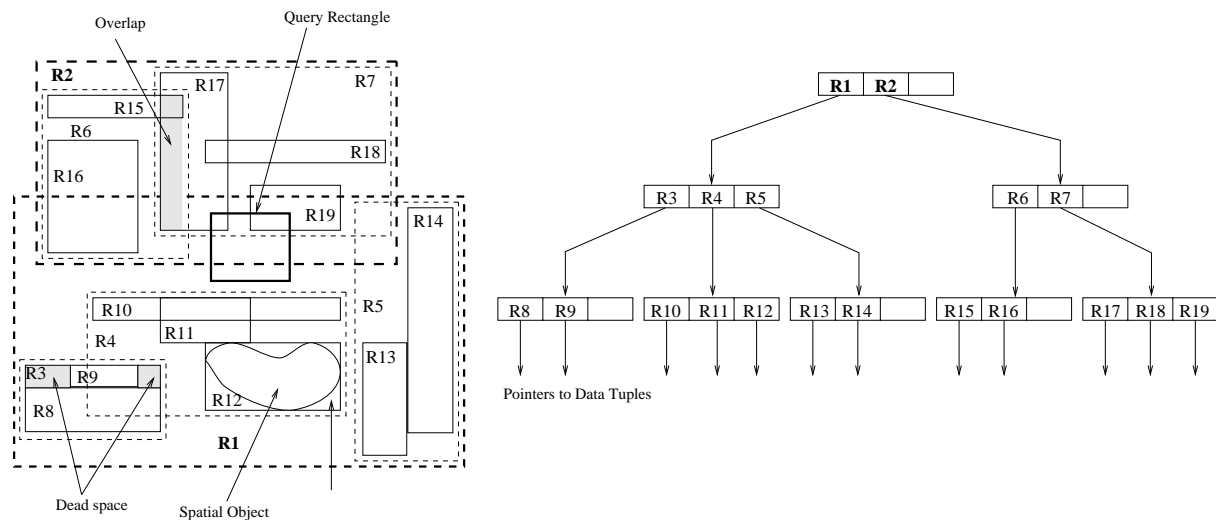 Overlap
Query Rectangle
R2
R17
R7
R15
R6
R18
R16
R19
R14
R10
R5
R11
R4
R13
R3
R9
R12
R8
R1
Dead space
Spatial Object
R1 R2
R3 R4 R5
R6 R7
R8 R9
R10 R11 R12
R13 R14
R15 R16
R17 R18 R19
Pointers to Data Tuples